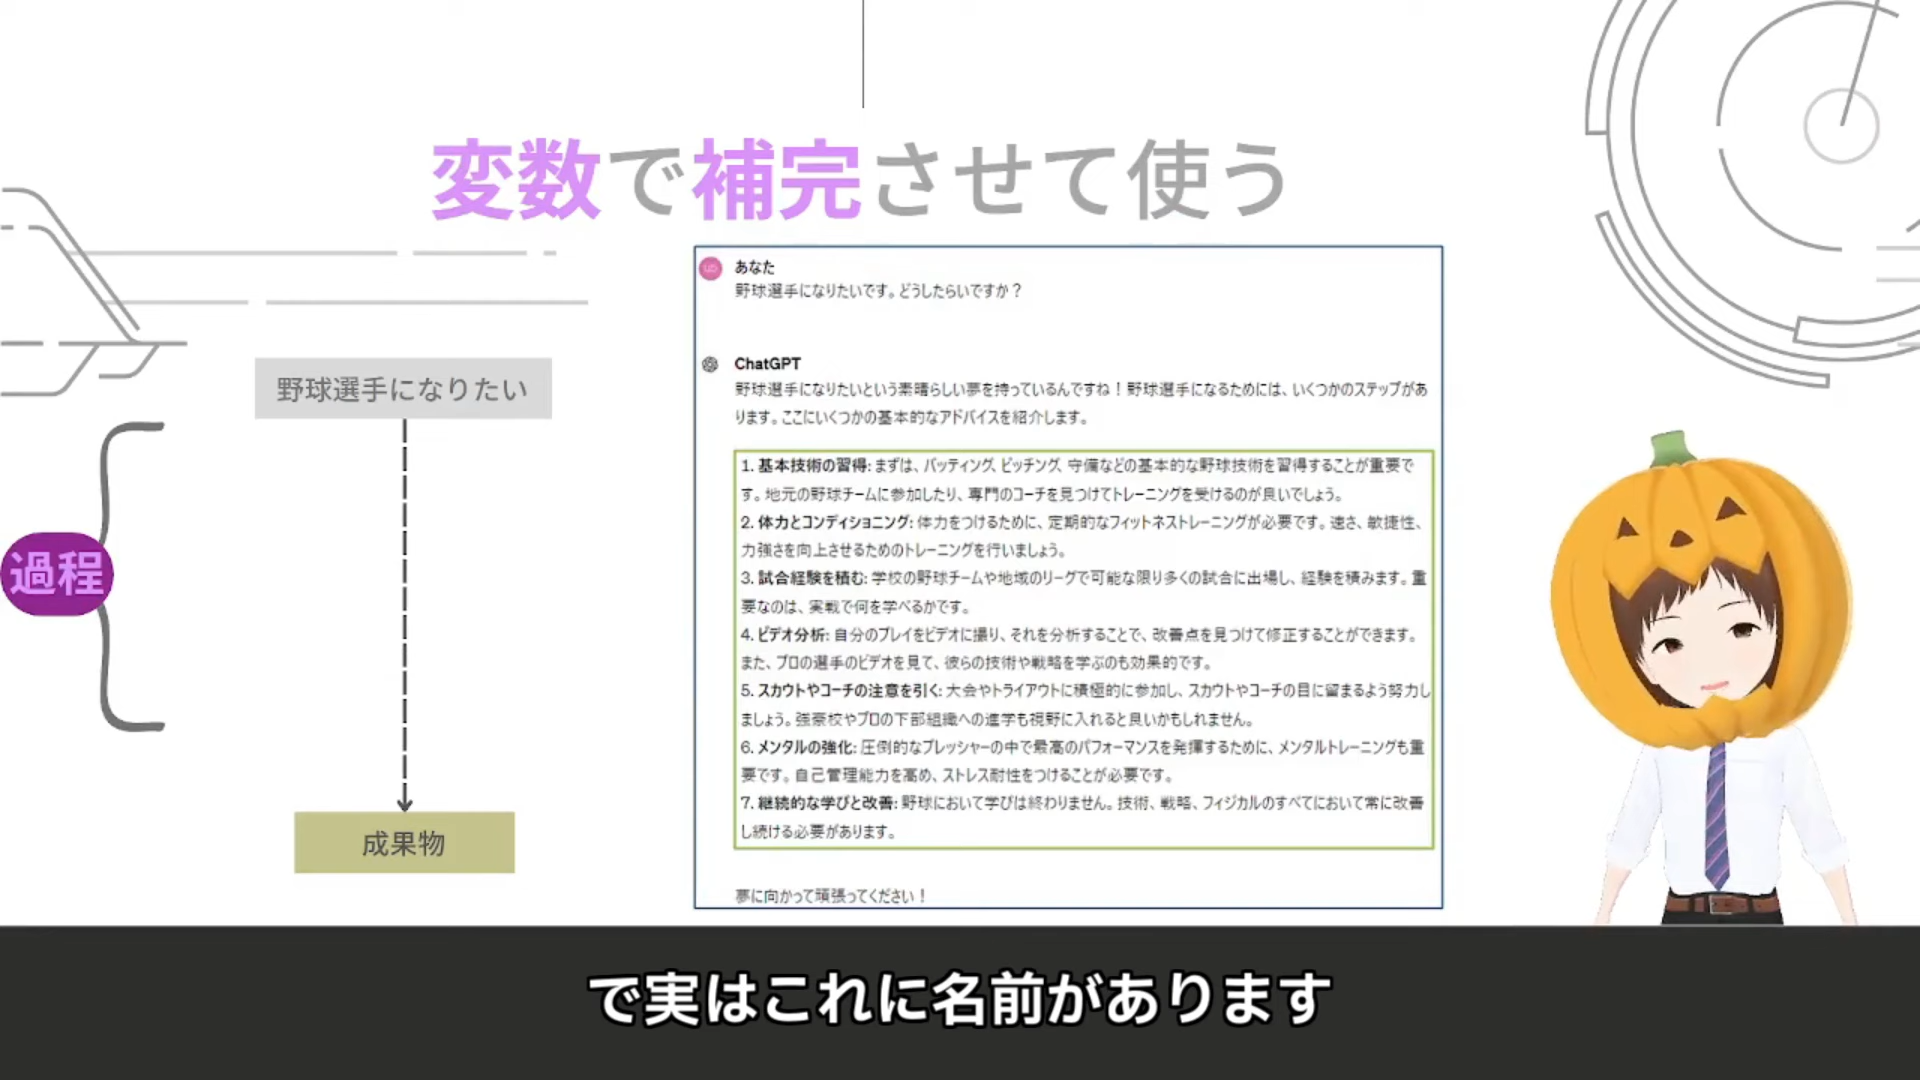 変数で補完させて使う
野球選手になりたい
過程
成果物
あなた
野球選手になりたいです。どうしたらいですか？
ChatGPT
野球選手になりたいという素晴らしい夢を持っているんですね！野球選手になるためには、いくつかのステップがあ
ります。ここにいくつかの基本的なアドバイスを紹介します。
1. 基本技術の習得: まずは、バッティング、ピッチング、守備などの基本的な野球技術を習得することが重要で
す。地元の野球チームに参加したり、専門のコーチを見つけてトレーニングを受けるのが良いでしょう。
2. 体力とコンディショニング: 体力をつけるために、定期的なフィットネストレーニングが必要です。速さ、敏捷性、
力強さを向上させるためのトレーニングを行いましょう。
3. 試合経験を積む: 学校の野球チームや地域のリーグで可能な限り多くの試合に出場し、経験を積みます。重
要なのは、実戦で何を学べるかです。
4. ビデオ分析: 自分のプレイをビデオに撮り、それを分析することで、改善点を見つけて修正することができます。
また、プロの選手のビデオを見て、彼らの技術や戦略を学ぶのも効果的です。
5. スカウトやコーチの注意を引く: 大会やトライアウトに積極的に参加し、スカウトやコーチの目に留まるよう努力し
ましょう。強豪校やプロの下部組織への進学も視野に入れると良いかもしれません。
6. メンタルの強化: 圧倒的なプレッシャーの中で最高のパフォーマンスを発揮するために、メンタルトレーニングも重
要です。自己管理能力を高め、ストレス耐性をつけることが必要です。
7. 継続的な学びと改善: 野球において学びは終わりません。技術、戦略、フィジカルのすべてにおいて常に改善
し続ける必要があります。
夢に向かって頑張ってください！
で実はこれに名前があります